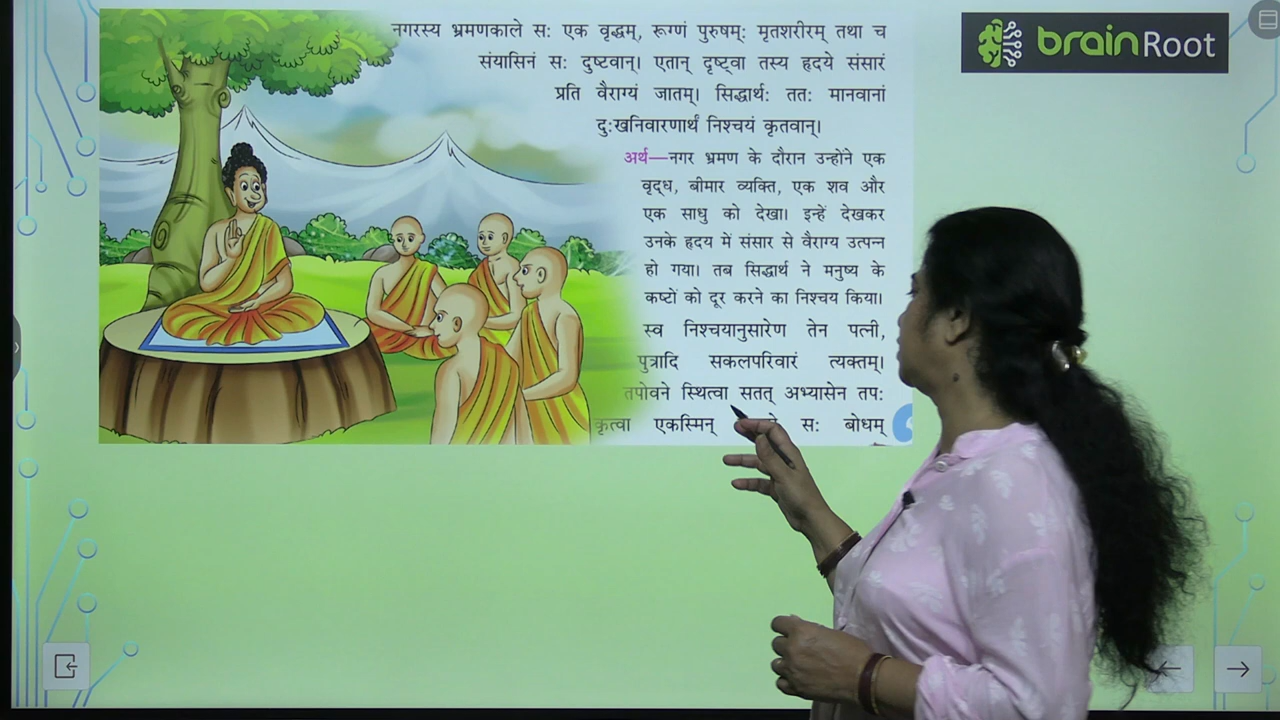 brainRoot
नगरस्य भ्रमणकाले सः एक वृद्धम्, रूग्णं पुरुषम्ः मृतशरीरम् तथा च
संयासिनं सः दुष्टवान्। एतान् दृष्ट्वा तस्य हृदये संसारं
प्रति वैराग्यं जातम्। सिद्धार्थः ततः मानवानां
दुःखनिवारणार्थं निश्चयं कृतवान्।
अर्थ—नगर भ्रमण के दौरान उन्होंने एक
वृद्ध, बीमार व्यक्ति, एक शव और
एक साधु को देखा। इन्हें देखकर
उनके हृदय में संसार से वैराग्य उत्पन्न
हो गया। तब सिद्धार्थ ने मनुष्य के
कष्टों को दूर करने का निश्चय किया।
स्व निश्चयानुसारेण तेन पत्नी,
पुत्रादि सकलपरिवारं त्यक्तम्।
तपोवने स्थित्वा सतत् अभ्यासेन तपः
कृत्वा एकस्मिन् सः बोधम्